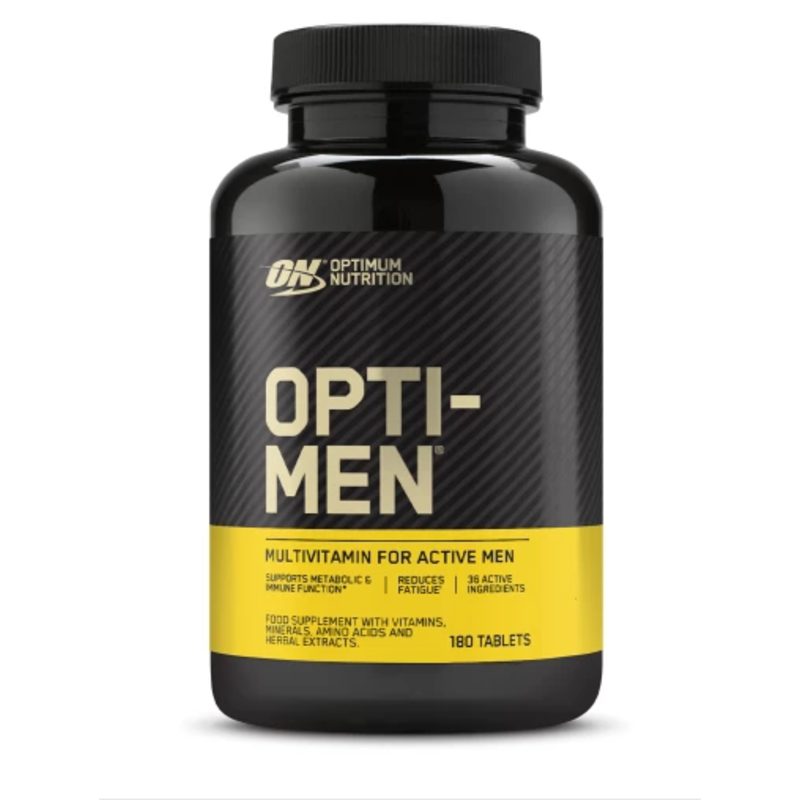 ON® OPTIMUM
NUTRITION
OPTI-
MEN®
MULTIVITAMIN FOR ACTIVE MEN
SUPPORTS METABOLIC &
IMMUNE FUNCTION*
REDUCES
FATIGUE*
36 ACTIVE
INGREDIENTS
FOOD SUPPLEMENT WITH VITAMINS,
MINERALS, AMINO ACIDS AND
HERBAL EXTRACTS.
180 TABLETS